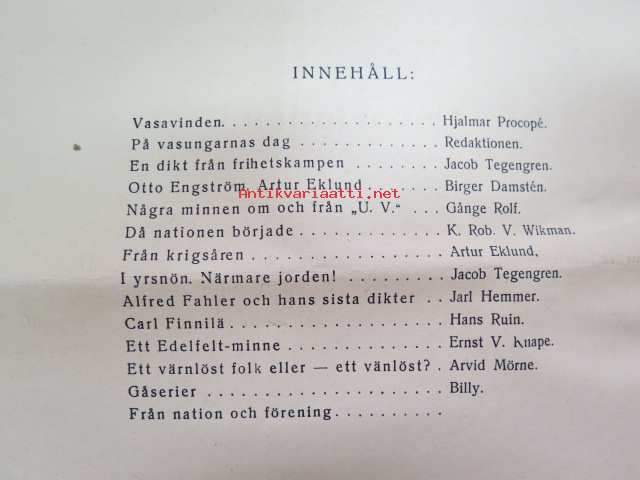 INNEHÅLL:
Vasavinden. . . . . . . . . . . . . . . . . . . . Hjalmar Procopé.
På vasungarnas dag . . . . . . . . . . . . . Redaktionen.
En dikt från frihetskampen . . . . . . . . Jacob Tegengren.
Otto Engström, Artur Eklund . . . . . . Birger Damstén.
Antikvariaatti.net
Några minnen om och från „U. V.“ . . . Gånge Rolf.
Då nationen började . . . . . . . . . . . . . K. Rob. V. Wikman.
Från krigsåren . . . . . . . . . . . . . . . . . Artur Eklund,
I yrsnön. Närmare jorden! . . . . . . . . . Jacob Tegengren.
Alfred Fahler och hans sista dikter . . Jarl Hemmer.
Carl Finnilä . . . . . . . . . . . . . . . . . . . Hans Ruin.
Ett Edelfelt-minne . . . . . . . . . . . . . . Ernst V. Knape.
Ett värnlöst folk eller — ett vänlöst? . Arvid Mörne.
Gåserier . . . . . . . . . . . . . . . . . . . . . Billy.
Från nation och förening . . . . . . . . . .